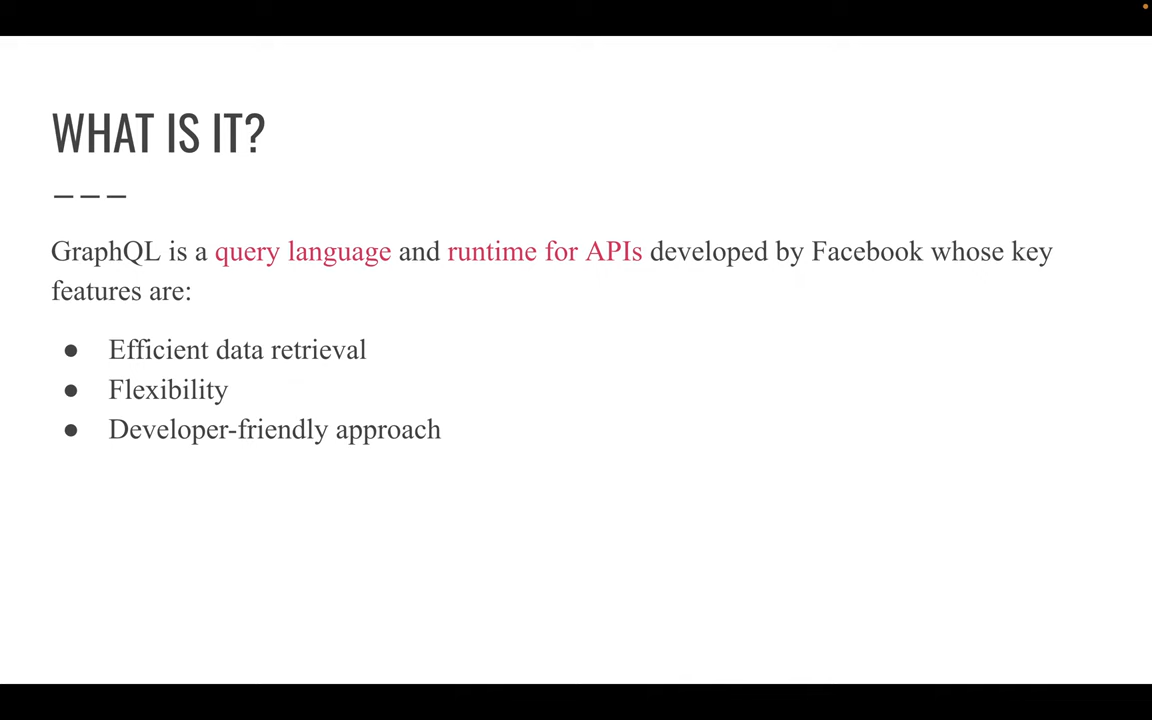 WHAT IS IT?
GraphQL is a query language and runtime for APIs developed by Facebook whose key
features are:
● Efficient data retrieval
● Flexibility
● Developer-friendly approach